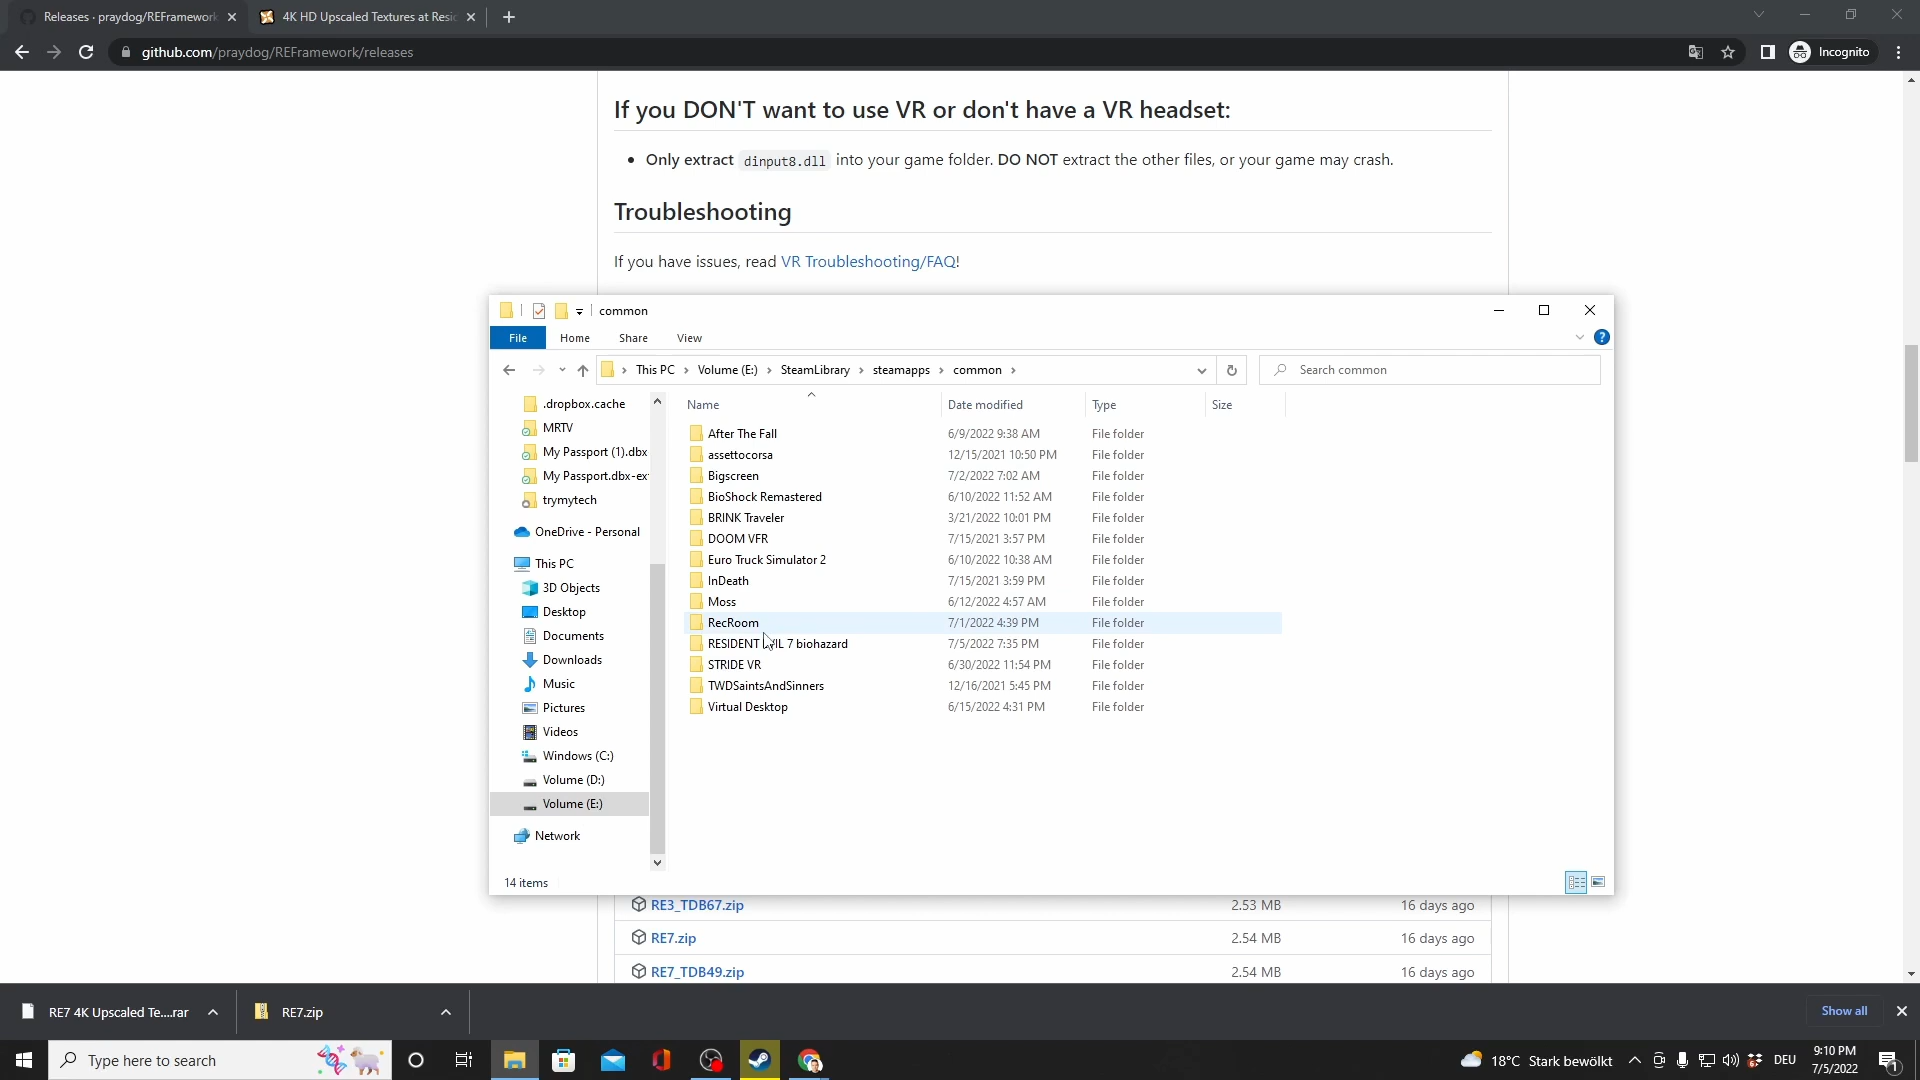 Releases · praydog/REFramework
4K HD Upscaled Textures at Resid
github.com/praydog/REFramework/releases
Incognito
If you DON'T want to use VR or don't have a VR headset:
Only extract dinput8.dll into your game folder. DO NOT extract the other files, or your game may crash.
Troubleshooting
If you have issues, read VR Troubleshooting/FAQ!
common
File Home Share View
This PC Volume (E:) SteamLibrary steamapps common
Search common
.dropbox.cache
MRTV
My Passport (1).dbx
My Passport.dbx-ex
trymytech
OneDrive - Personal
This PC
3D Objects
Desktop
Documents
Downloads
Music
Pictures
Videos
Windows (C:)
Volume (D:)
Volume (E:)
Network
Name Date modified Type Size
After The Fall 6/9/2022 9:38 AM File folder
assettocorsa 12/15/2021 10:50 PM File folder
Bigscreen 7/2/2022 7:02 AM File folder
BioShock Remastered 6/10/2022 11:52 AM File folder
BRINK Traveler 3/21/2022 10:01 PM File folder
DOOM VFR 7/15/2021 3:57 PM File folder
Euro Truck Simulator 2 6/10/2022 10:38 AM File folder
InDeath 7/15/2021 3:59 PM File folder
Moss 6/12/2022 4:57 AM File folder
RecRoom 7/1/2022 4:39 PM File folder
RESIDENT EVIL 7 biohazard 7/5/2022 7:35 PM File folder
STRIDE VR 6/30/2022 11:54 PM File folder
TWDSaintsAndSinners 12/16/2021 5:45 PM File folder
Virtual Desktop 6/15/2022 4:31 PM File folder
14 items
RE3_TDB67.zip 2.53 MB 16 days ago
RE7.zip 2.54 MB 16 days ago
RE7_TDB49.zip 2.54 MB 16 days ago
RE7 4K Upscaled Te....rar
RE7.zip
Show all
Type here to search
18°C Stark bewölkt
DEU
9:10 PM
7/5/2022
1